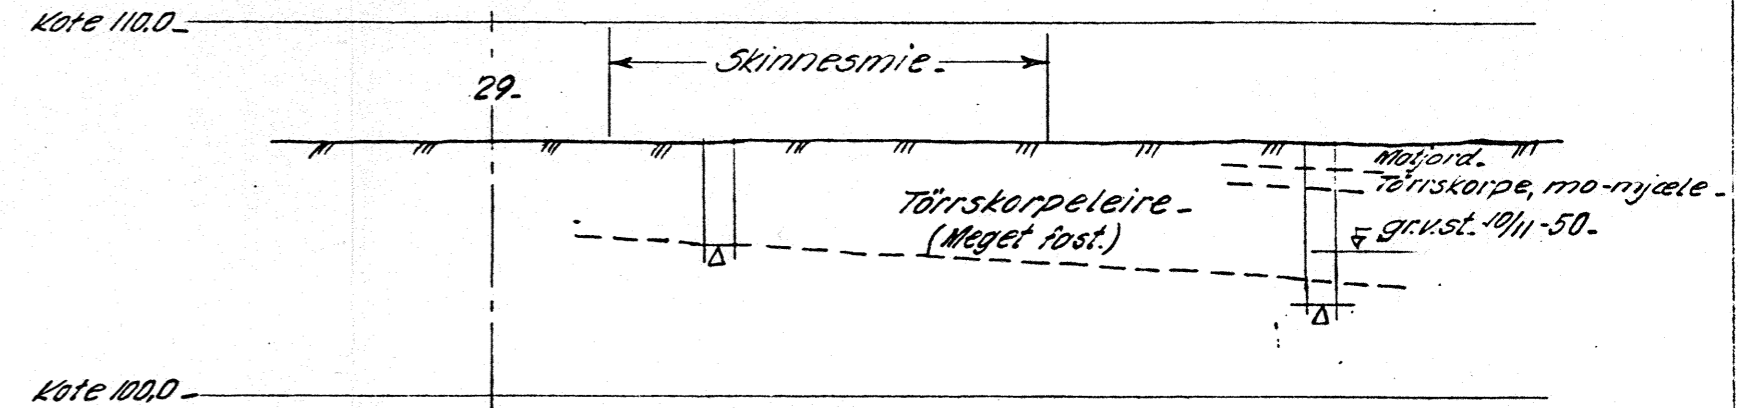 Kote 110.0
Skinnesmie.
29.
Matjord.
Törrskorpe, mo-mjæle
Törrskorpeleire
(Meget fast.)
gr.v.st. 10/11-50.
Kote 100,0